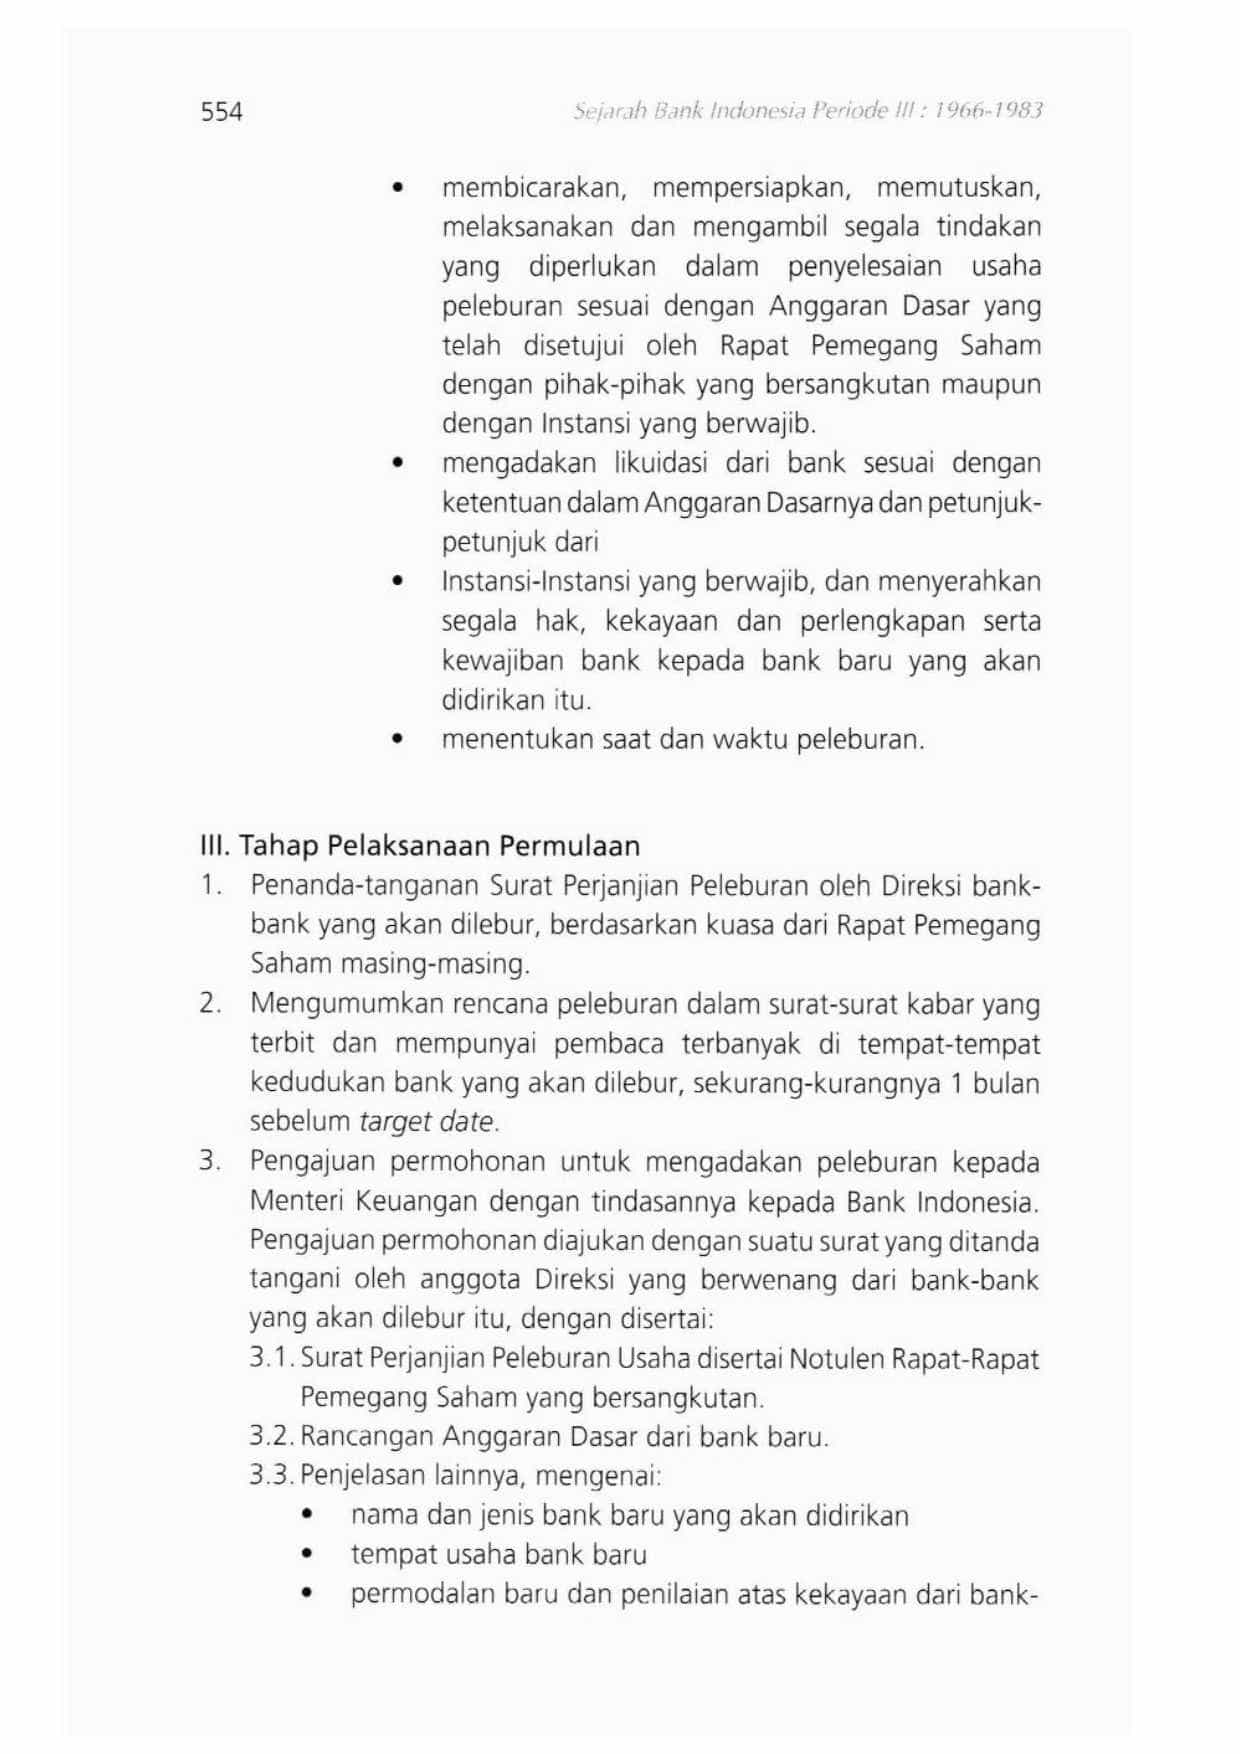 554
Sejarah Bank Indonesia Periode III : 1966-1983
• membicarakan, mempersiapkan, memutuskan,
melaksanakan dan mengambil segala tindakan
yang diperlukan dalam penyelesaian usaha
peleburan sesuai dengan Anggaran Dasar yang
telah disetujui oleh Rapat Pemegang Saham
dengan pihak-pihak yang bersangkutan maupun
dengan Instansi yang berwajib.
• mengadakan likuidasi dari bank sesuai dengan
ketentuan dalam Anggaran Dasarnya dan petunjuk-
petunjuk dari
• Instansi-Instansi yang berwajib, dan menyerahkan
segala hak, kekayaan dan perlengkapan serta
kewajiban bank kepada bank baru yang akan
didirikan itu.
• menentukan saat dan waktu peleburan.
III. Tahap Pelaksanaan Permulaan
1. Penanda-tanganan Surat Perjanjian Peleburan oleh Direksi bank-
bank yang akan dilebur, berdasarkan kuasa dari Rapat Pemegang
Saham masing-masing.
2. Mengumumkan rencana peleburan dalam surat-surat kabar yang
terbit dan mempunyai pembaca terbanyak di tempat-tempat
kedudukan bank yang akan dilebur, sekurang-kurangnya 1 bulan
sebelum target date.
3. Pengajuan permohonan untuk mengadakan peleburan kepada
Menteri Keuangan dengan tindasannya kepada Bank Indonesia.
Pengajuan permohonan diajukan dengan suatu surat yang ditanda
tangani oleh anggota Direksi yang berwenang dari bank-bank
yang akan dilebur itu, dengan disertai:
3.1. Surat Perjanjian Peleburan Usaha disertai Notulen Rapat-Rapat
Pemegang Saham yang bersangkutan.
3.2. Rancangan Anggaran Dasar dari bank baru.
3.3. Penjelasan lainnya, mengenai:
• nama dan jenis bank baru yang akan didirikan
• tempat usaha bank baru
• permodalan baru dan penilaian atas kekayaan dari bank-